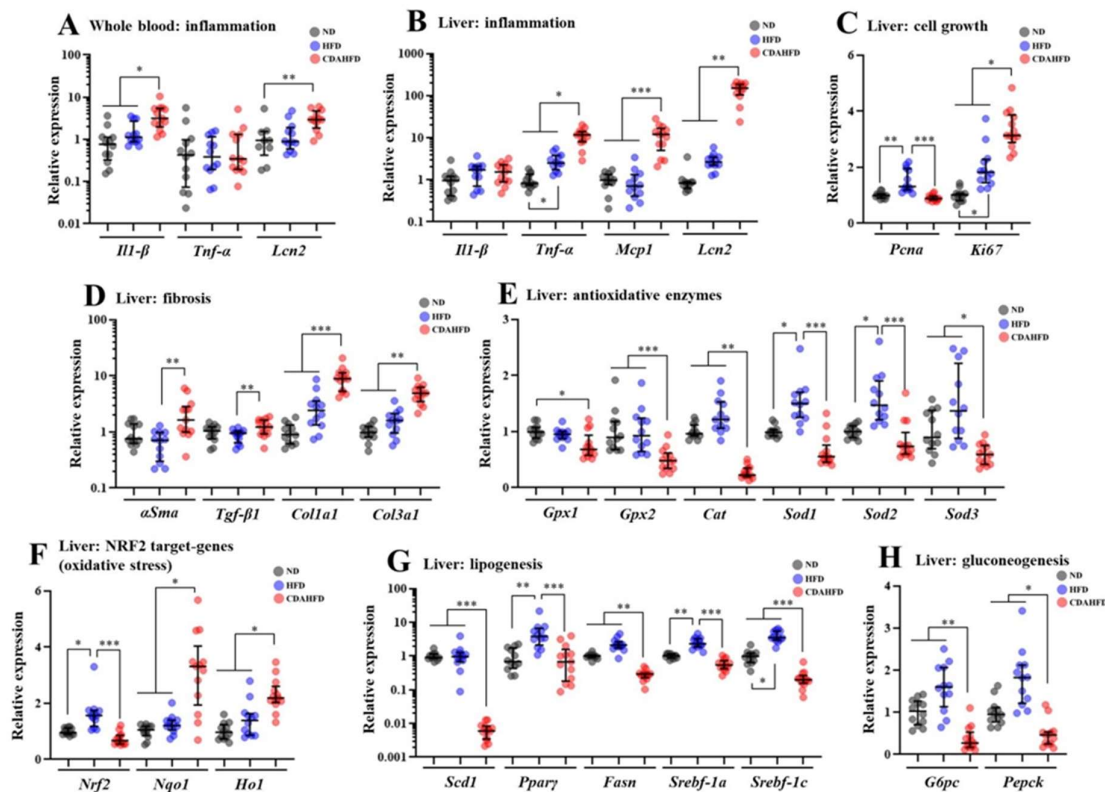 A Whole blood: inflammation
ND
HFD
CDAHFD
Relative expression
10
1
0.1
0.01
*
**
Il1-β Tnf-α Lcn2
B Liver: inflammation
ND
HFD
CDAHFD
Relative expression
1000
100
10
1
0.1
*
*
***
**
Il1-β Tnf-α Mcp1 Lcn2
C Liver: cell growth
ND
HFD
CDAHFD
Relative expression
6
4
2
0
** ***
*
*
Pcna Ki67
D Liver: fibrosis
ND
HFD
CDAHFD
Relative expression
100
10
1
0.1
**
**
***
**
αSma Tgf-β1 Col1a1 Col3a1
E Liver: antioxidative enzymes
ND
HFD
CDAHFD
Relative expression
3
2
1
0
*
***
**
* ***
* ***
*
Gpx1 Gpx2 Cat Sod1 Sod2 Sod3
F Liver: NRF2 target-genes
(oxidative stress)
ND
HFD
CDAHFD
Relative expression
6
4
2
0
* ***
*
*
Nrf2 Nqo1 Ho1
G Liver: lipogenesis
ND
HFD
CDAHFD
Relative expression
100
10
1
0.1
0.01
0.001
***
** ***
**
** ***
***
*
Scd1 Pparγ Fasn Srebf-1a Srebf-1c
H Liver: gluconeogenesis
ND
HFD
CDAHFD
Relative expression
4
3
2
1
0
**
*
G6pc Pepck